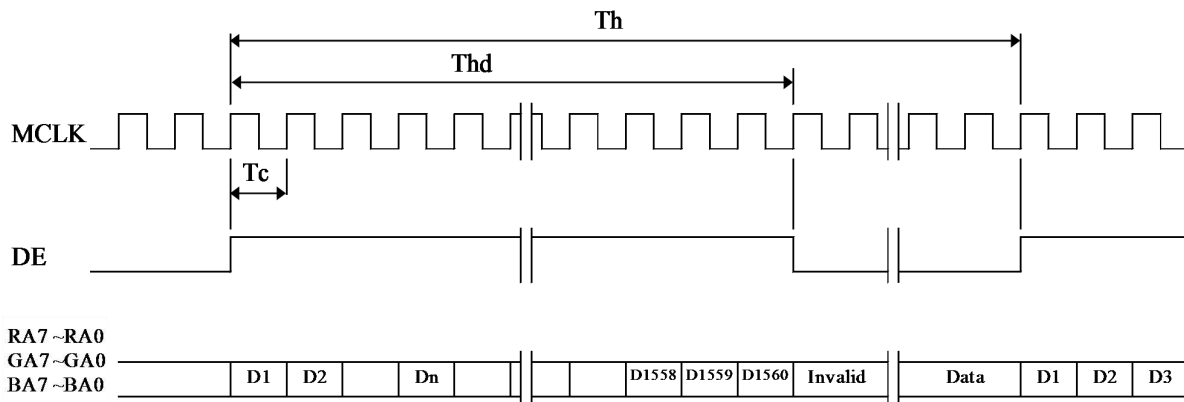 Th
Thd
MCLK
Tc
DE
RA7 ~RA0
GA7 ~GA0
BA7 ~BA0
D1 D2 Dn D1558 D1559 D1560 Invalid Data D1 D2 D3